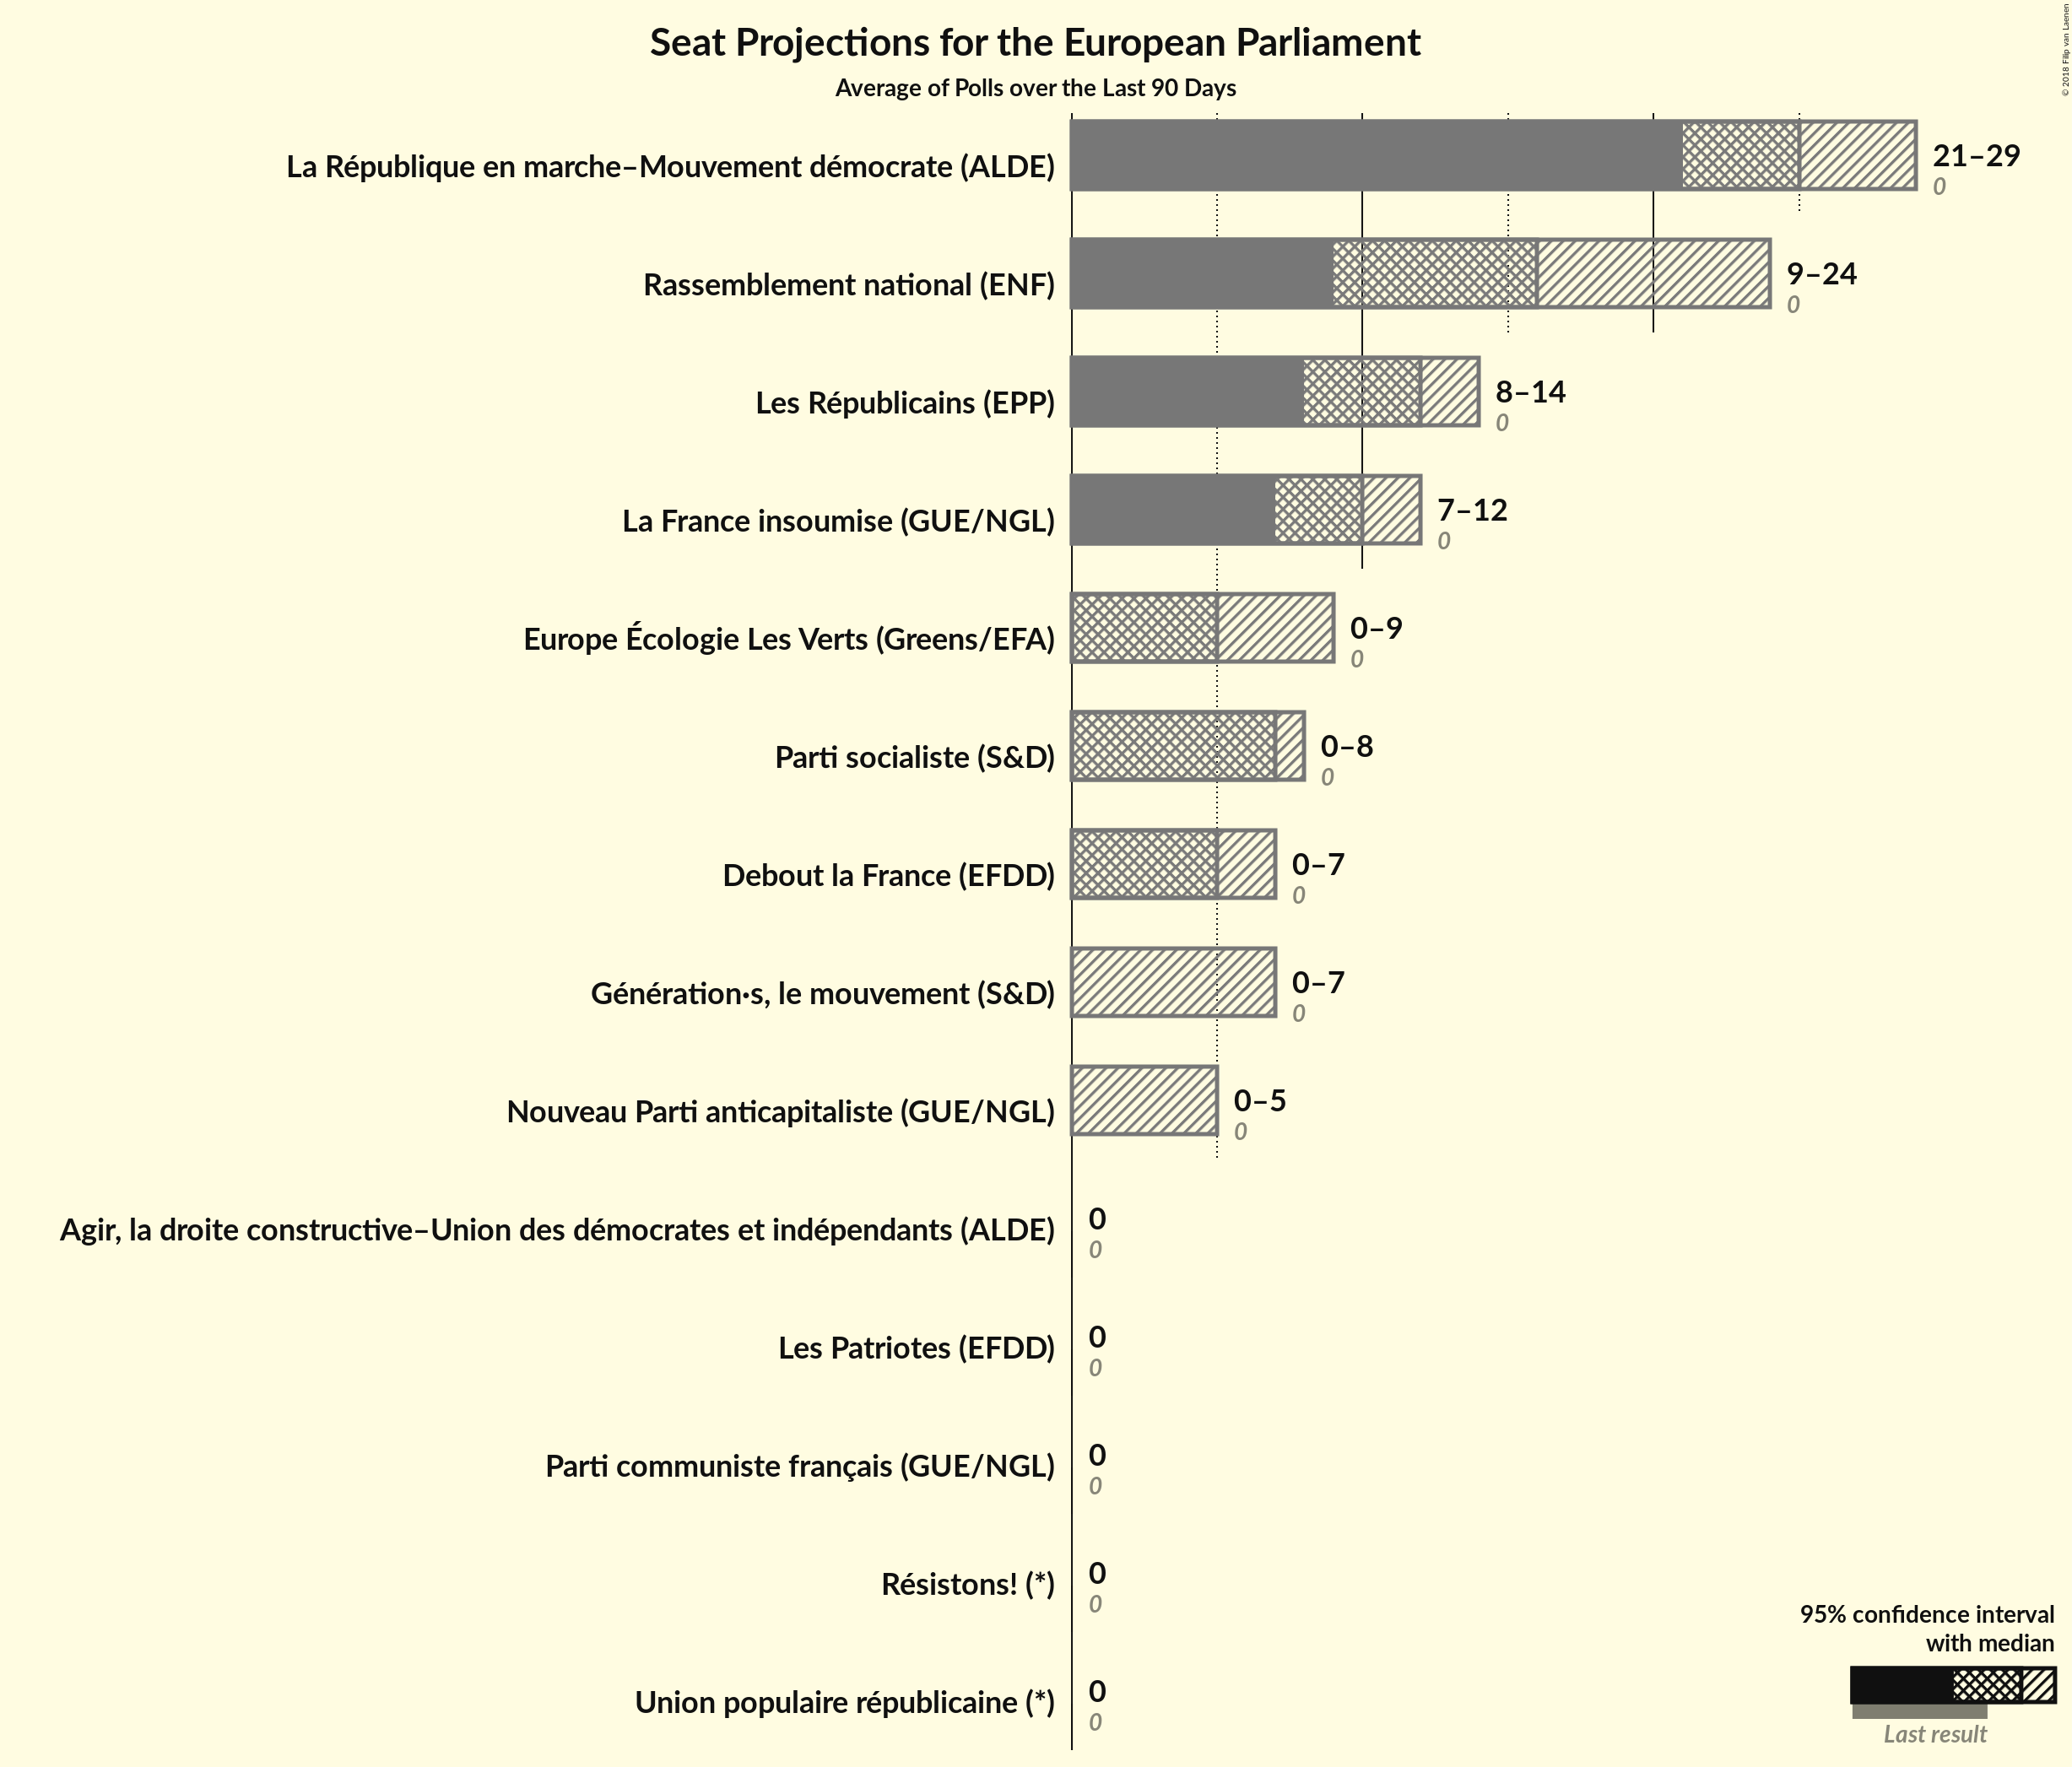 Seat Projections for the European Parliament
Average of Polls over the Last 90 Days
© 2018 Filip van Laenen
La République en marche–Mouvement démocrate (ALDE)
21–29
0
Rassemblement national (ENF)
9–24
0
Les Républicains (EPP)
8–14
0
La France insoumise (GUE/NGL)
7–12
0
Europe Écologie Les Verts (Greens/EFA)
0–9
0
Parti socialiste (S&D)
0–8
0
Debout la France (EFDD)
0–7
0
Génération·s, le mouvement (S&D)
0–7
0
Nouveau Parti anticapitaliste (GUE/NGL)
0–5
0
Agir, la droite constructive–Union des démocrates et indépendants (ALDE)
0
0
Les Patriotes (EFDD)
0
0
Parti communiste français (GUE/NGL)
0
0
Résistons! (*)
0
0
Union populaire républicaine (*)
0
0
95% confidence interval
with median
Last result